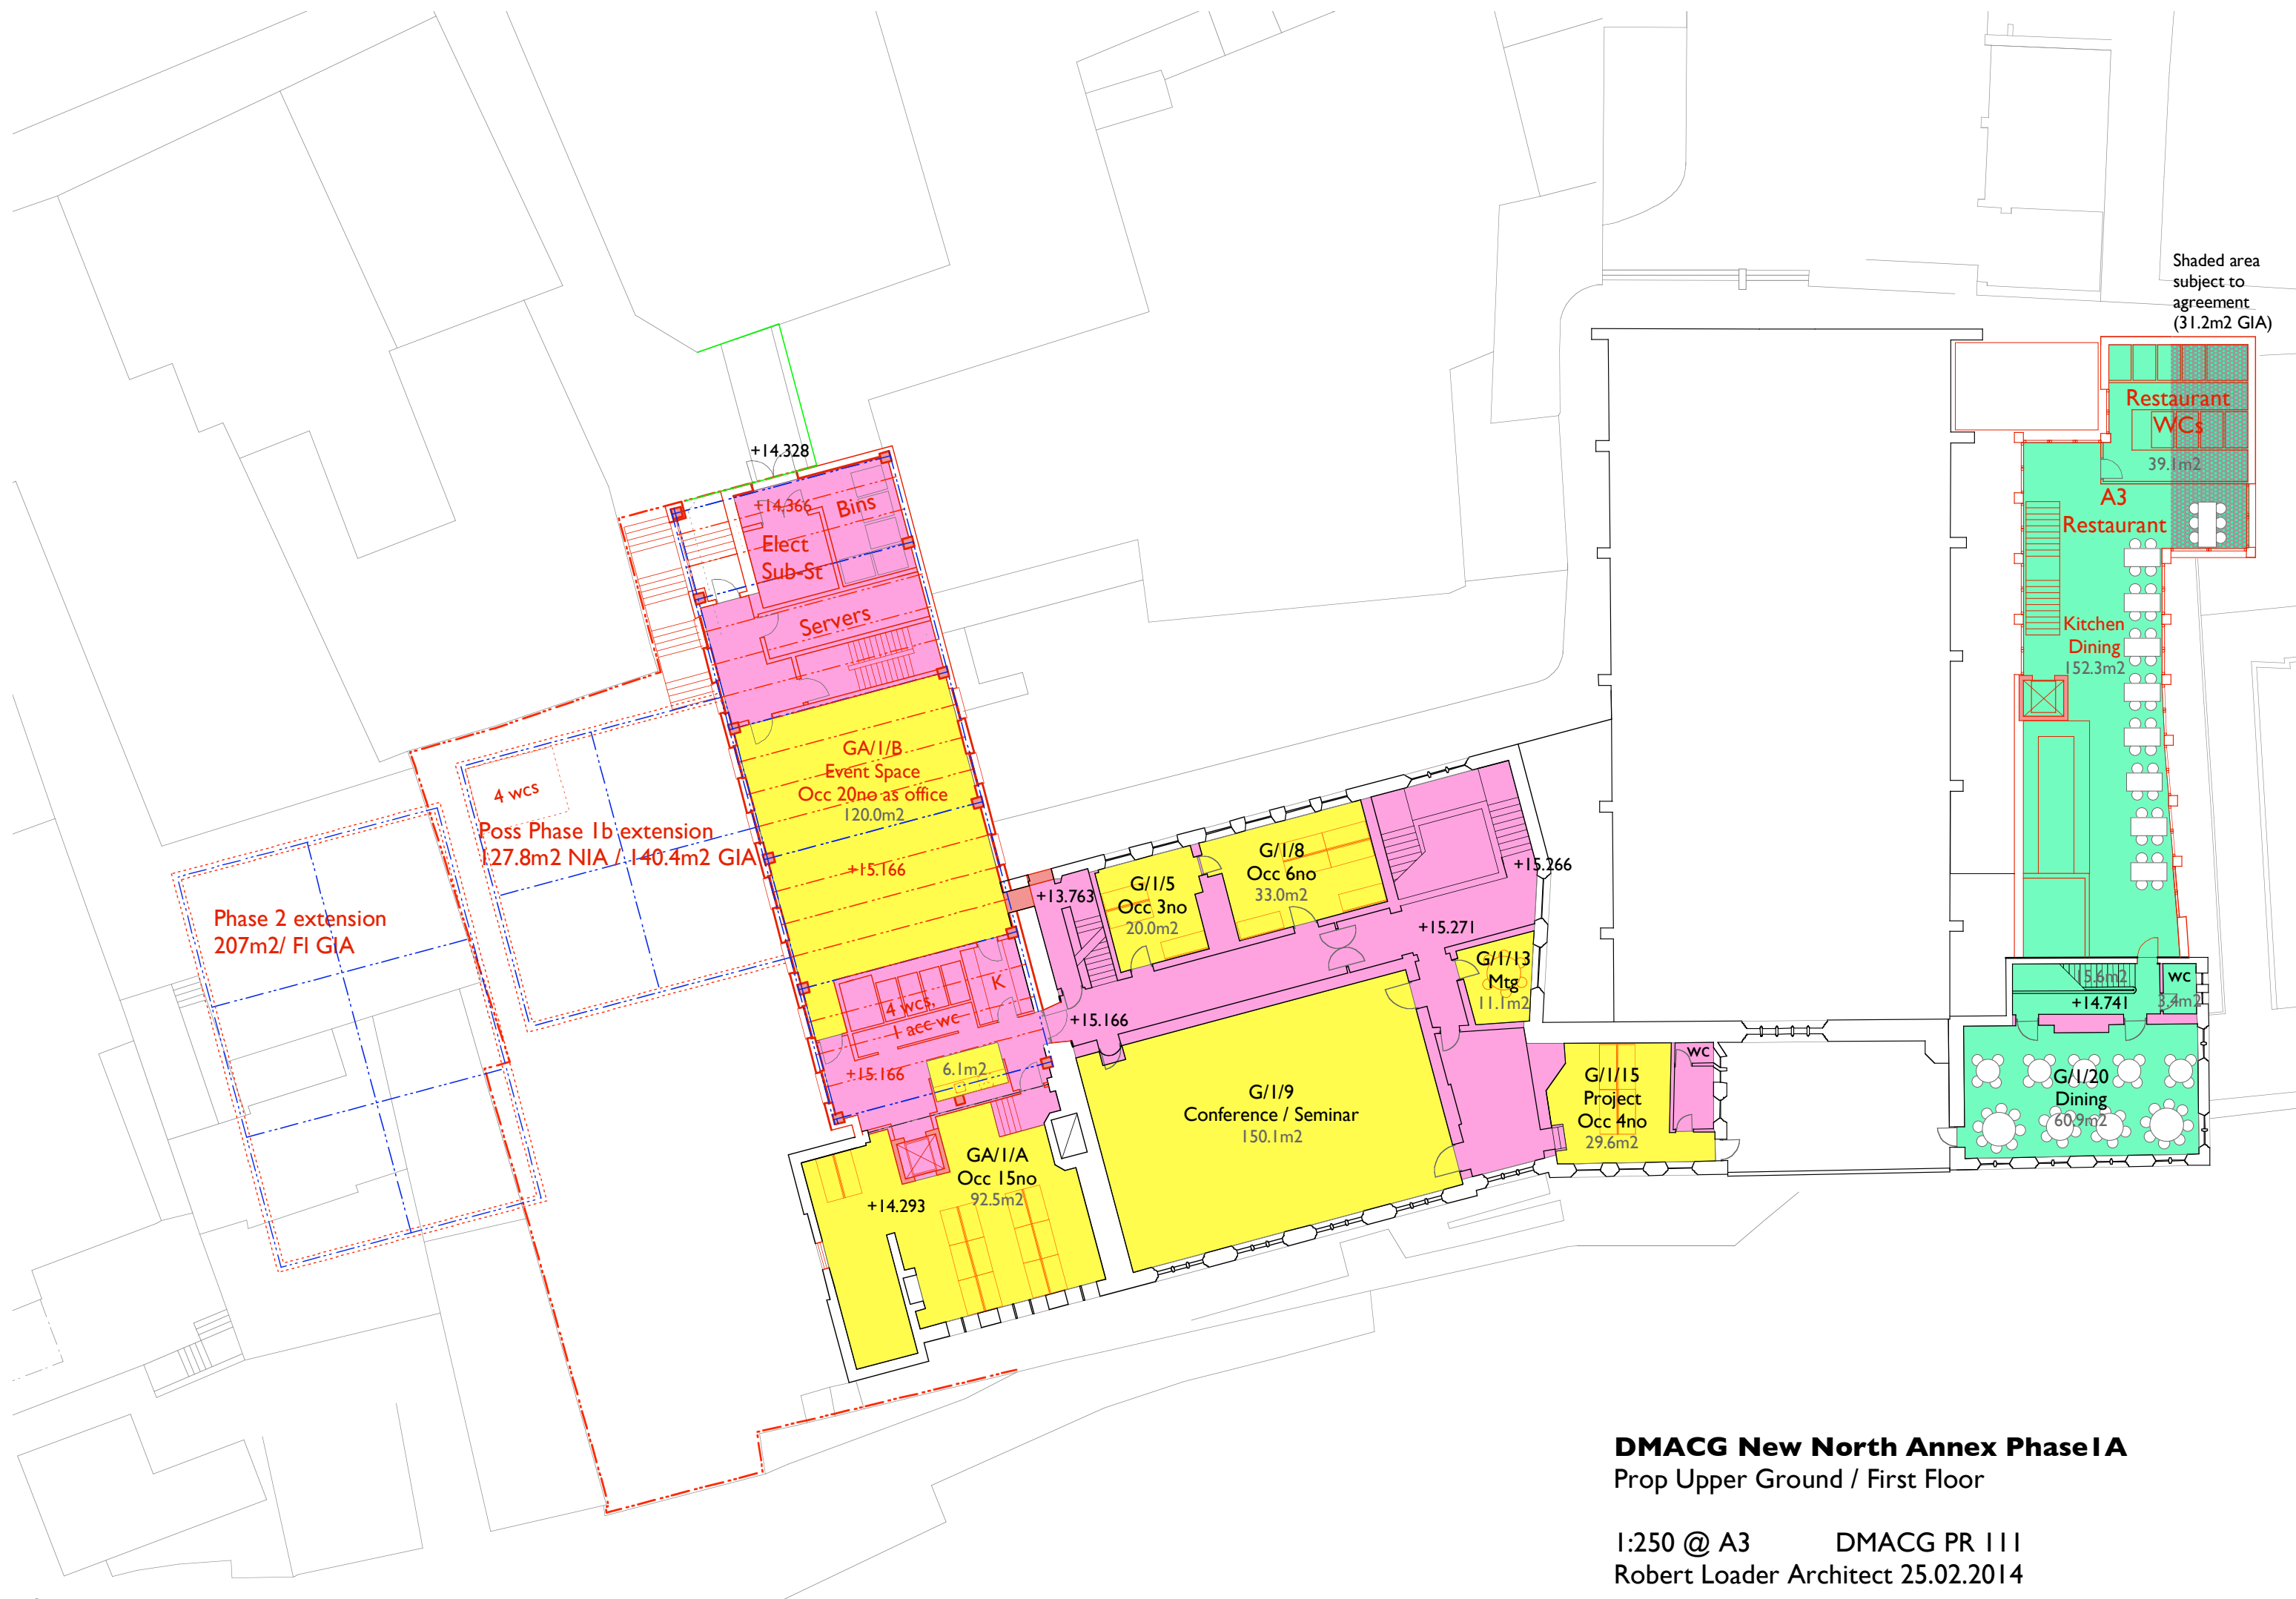 Shaded area
subject to
agreement
(31.2m2 GIA)
Restaurant
WCs
39.1m2
A3
Restaurant
Kitchen
Dining
152.3m2
+14.328
+14.366
Bins
Elect
Sub-St
Servers
GA/1/B
Event Space
Occ 20no as office
120.0m2
+15.166
4 wcs
Poss Phase 1b extension
127.8m2 NIA / 140.4m2 GIA
Phase 2 extension
207m2/ Fl GIA
+13.763
G/1/5
Occ 3no
20.0m2
G/1/8
Occ 6no
33.0m2
+15.266
+15.271
G/1/13
Mtg
11.1m2
K
4 wcs,
1 acc wc
+15.166
+15.166
6.1m2
15.6m2
WC
3.4m2
+14.741
G/1/9
Conference / Seminar
150.1m2
G/1/15
Project
Occ 4no
29.6m2
WC
G/1/20
Dining
60.9m2
GA/1/A
Occ 15no
92.5m2
+14.293
DMACG New North Annex Phase1A
Prop Upper Ground / First Floor
1:250 @ A3 DMACG PR 111
Robert Loader Architect 25.02.2014